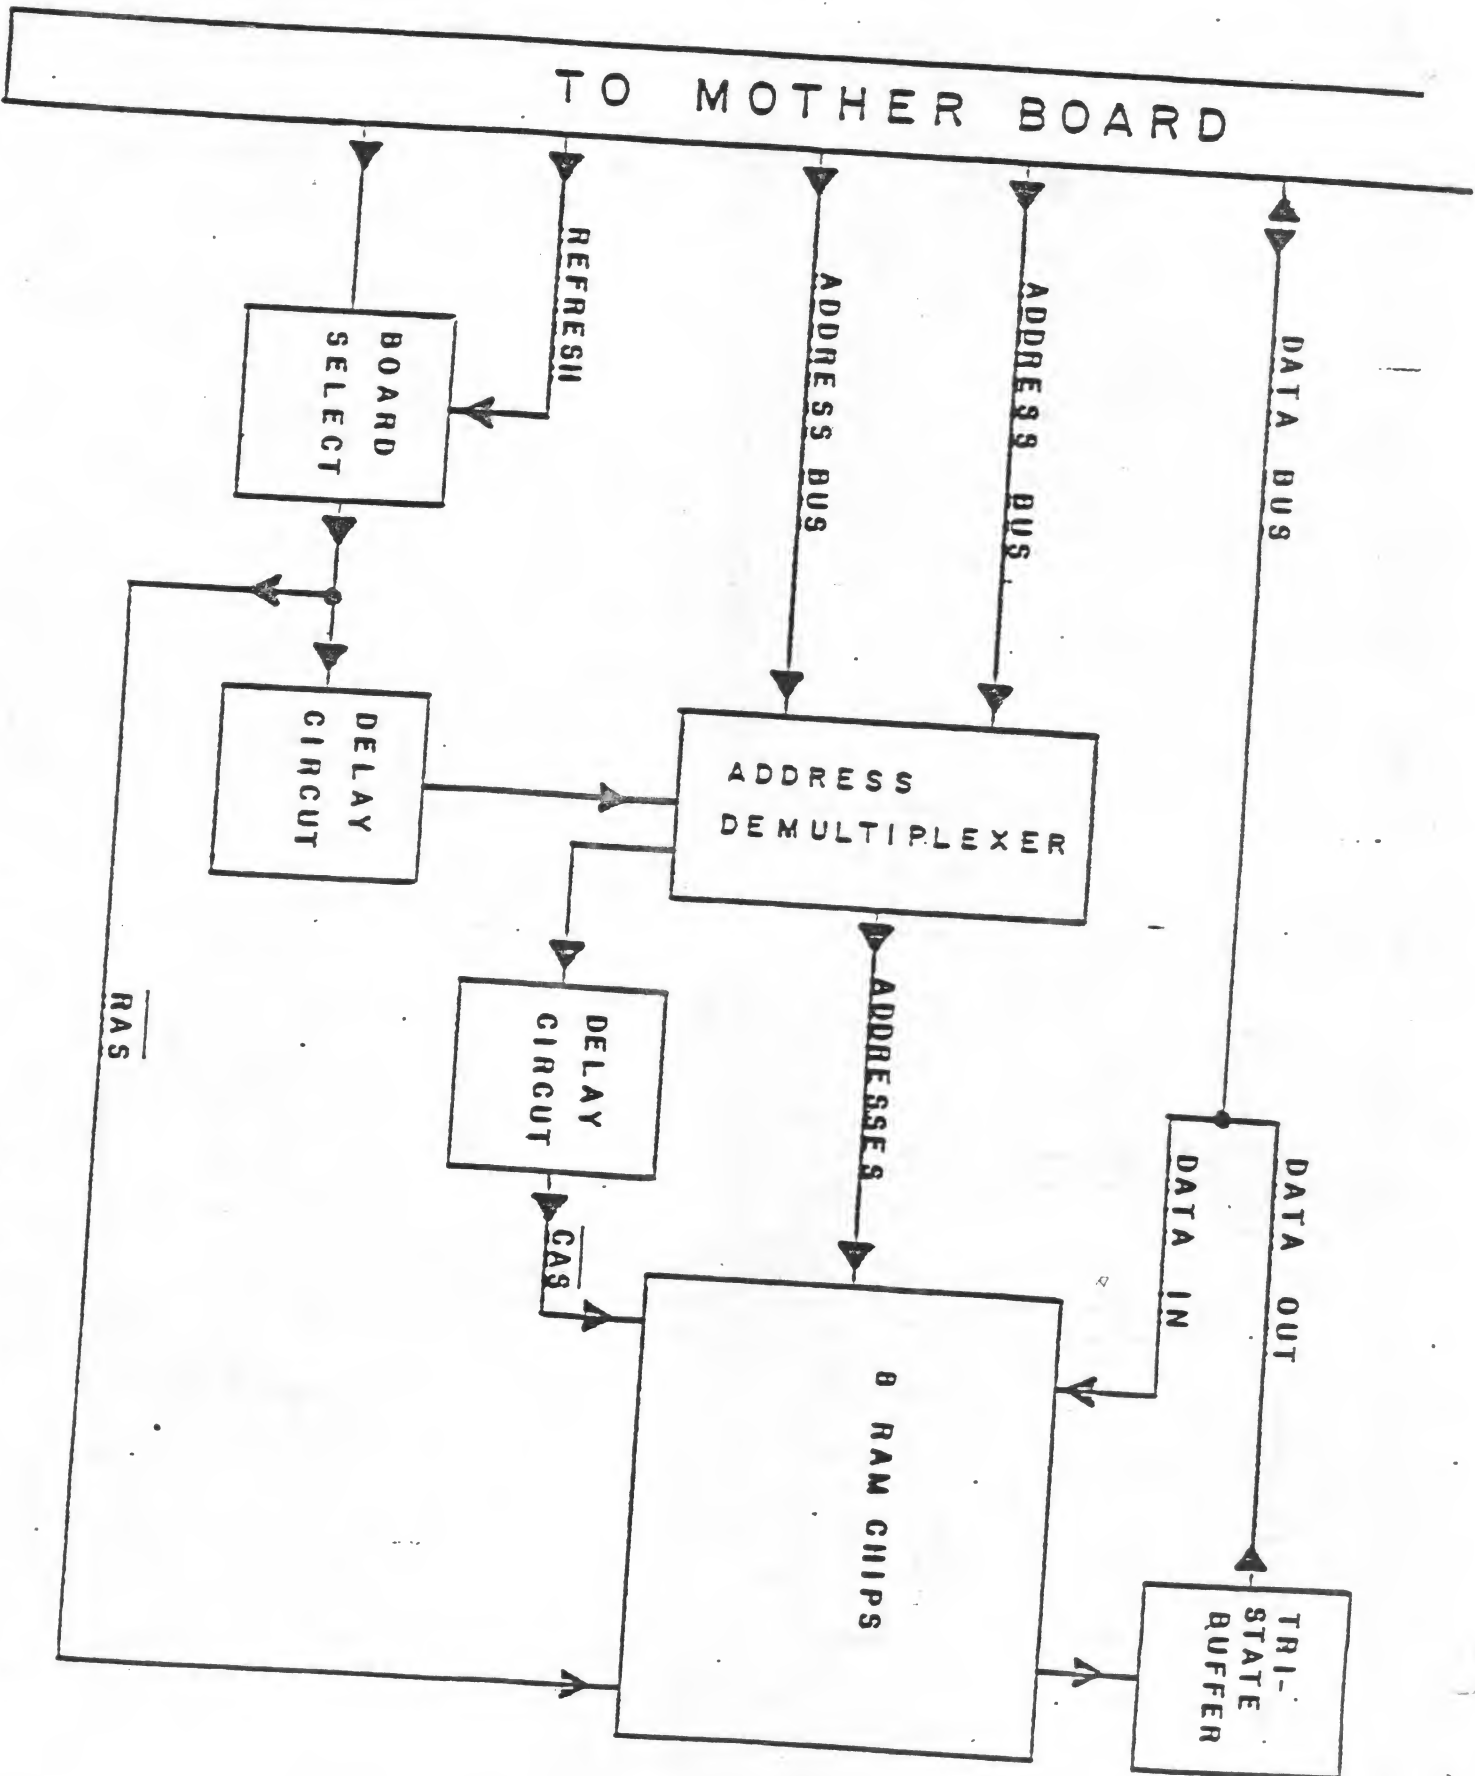 TO MOTHER BOARD
REFRESH
ADDRESS BUS
ADDRESS BUS
DATA BUS
BOARD
SELECT
DELAY
CIRCUT
ADDRESS
DEMULTIPLEXER
RAS
DELAY
CIRCUT
ADDRESSES
CAS
DATA IN
DATA OUT
8 RAM CHIPS
TRI-
STATE
BUFFER